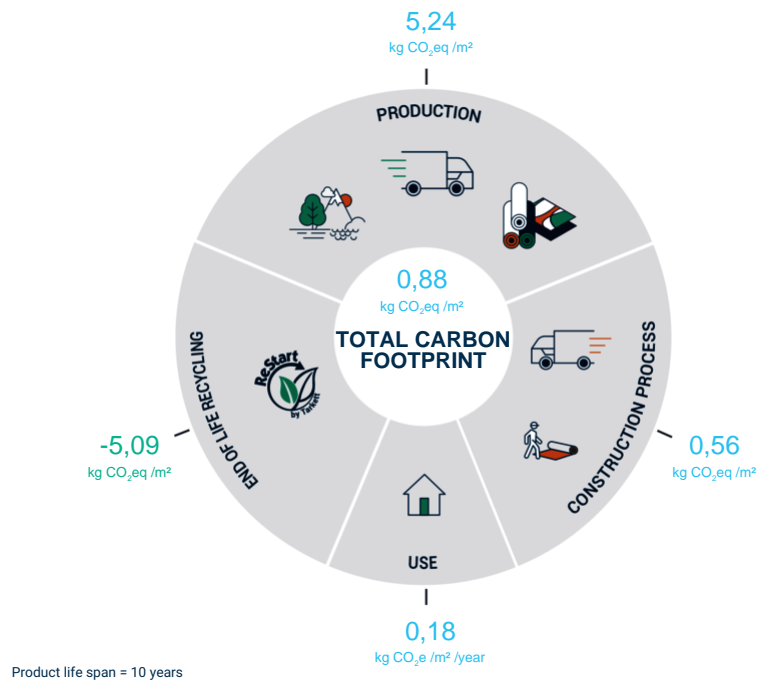 5,24
kg CO₂eq /m²
PRODUCTION
0,88
kg CO₂eq /m²
TOTAL CARBON
FOOTPRINT
END OF LIFE RECYCLING
ReStart
by Tarkett
-5,09
kg CO₂eq /m²
CONSTRUCTION PROCESS
0,56
kg CO₂eq /m²
USE
0,18
kg CO₂e /m² /year
Product life span = 10 years